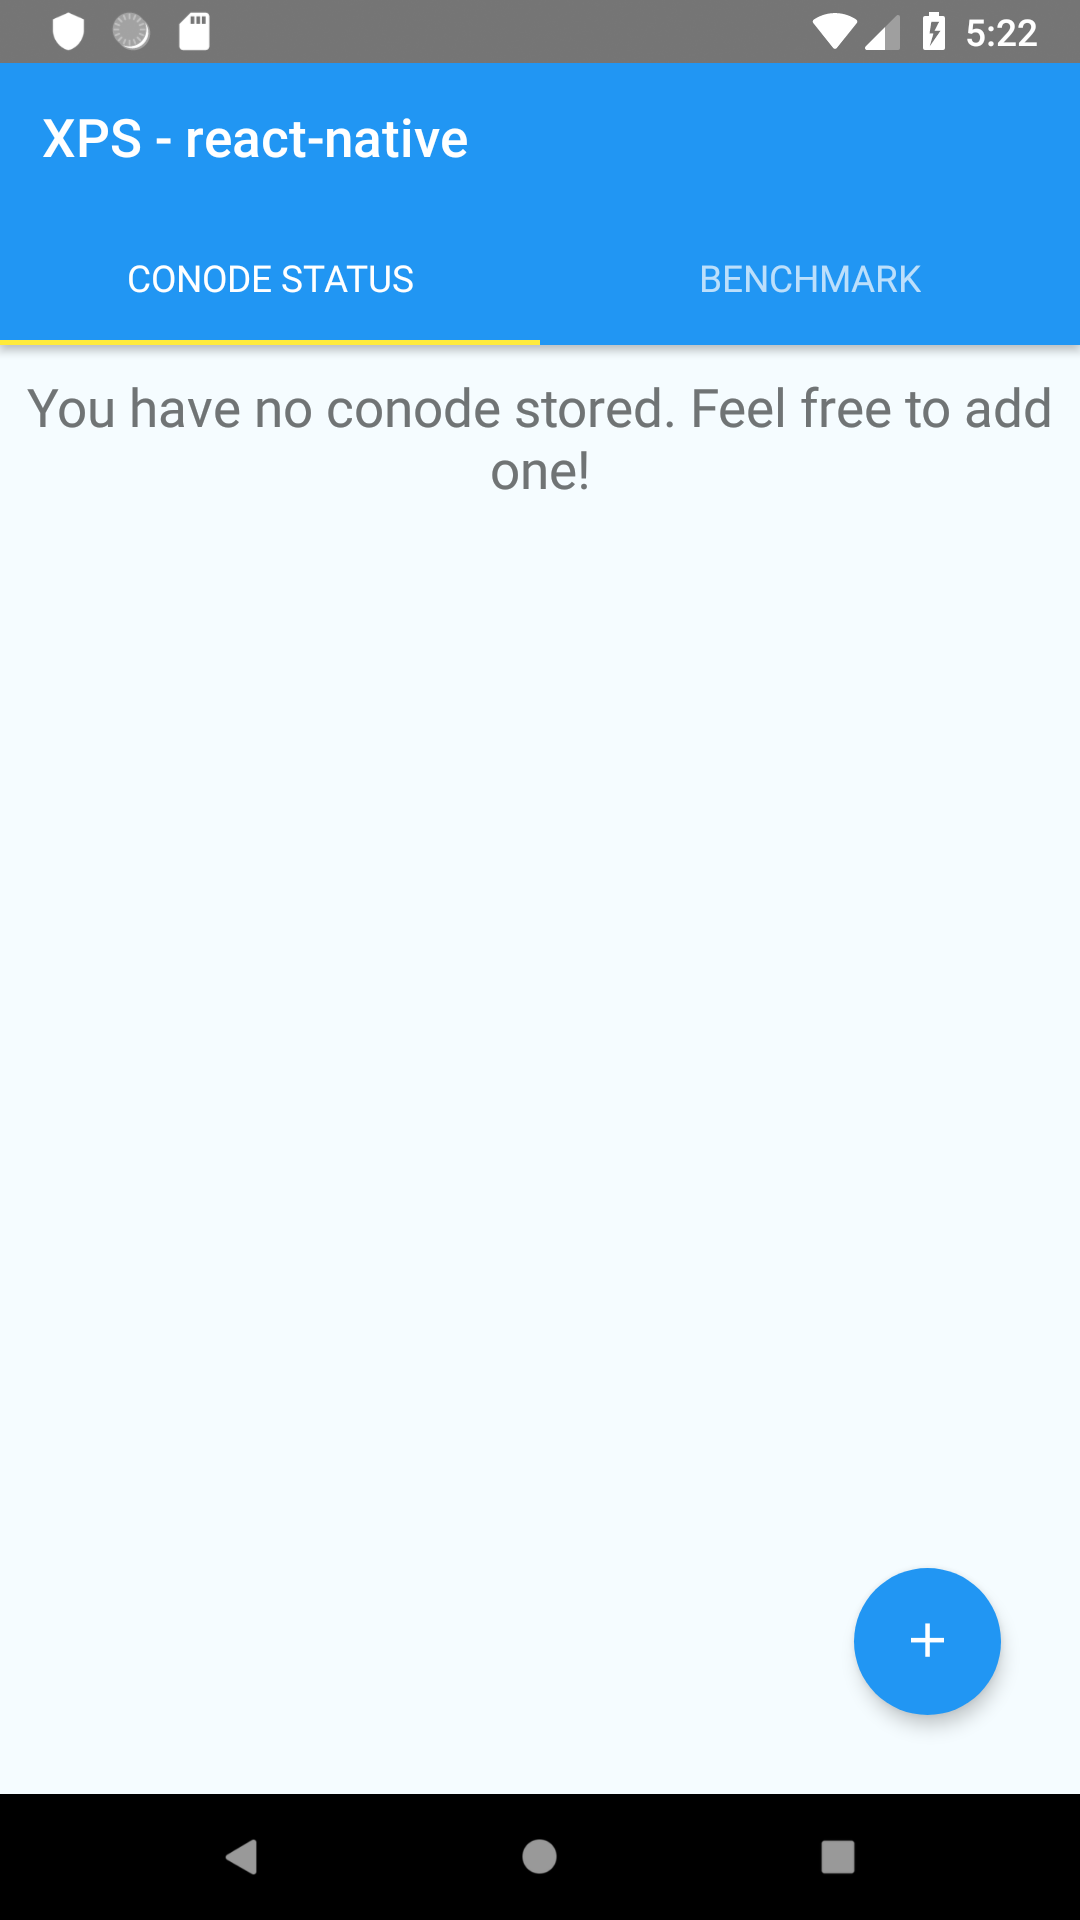 5:22
XPS - react-native
CONODE STATUS
BENCHMARK
You have no conode stored. Feel free to add
one!
+